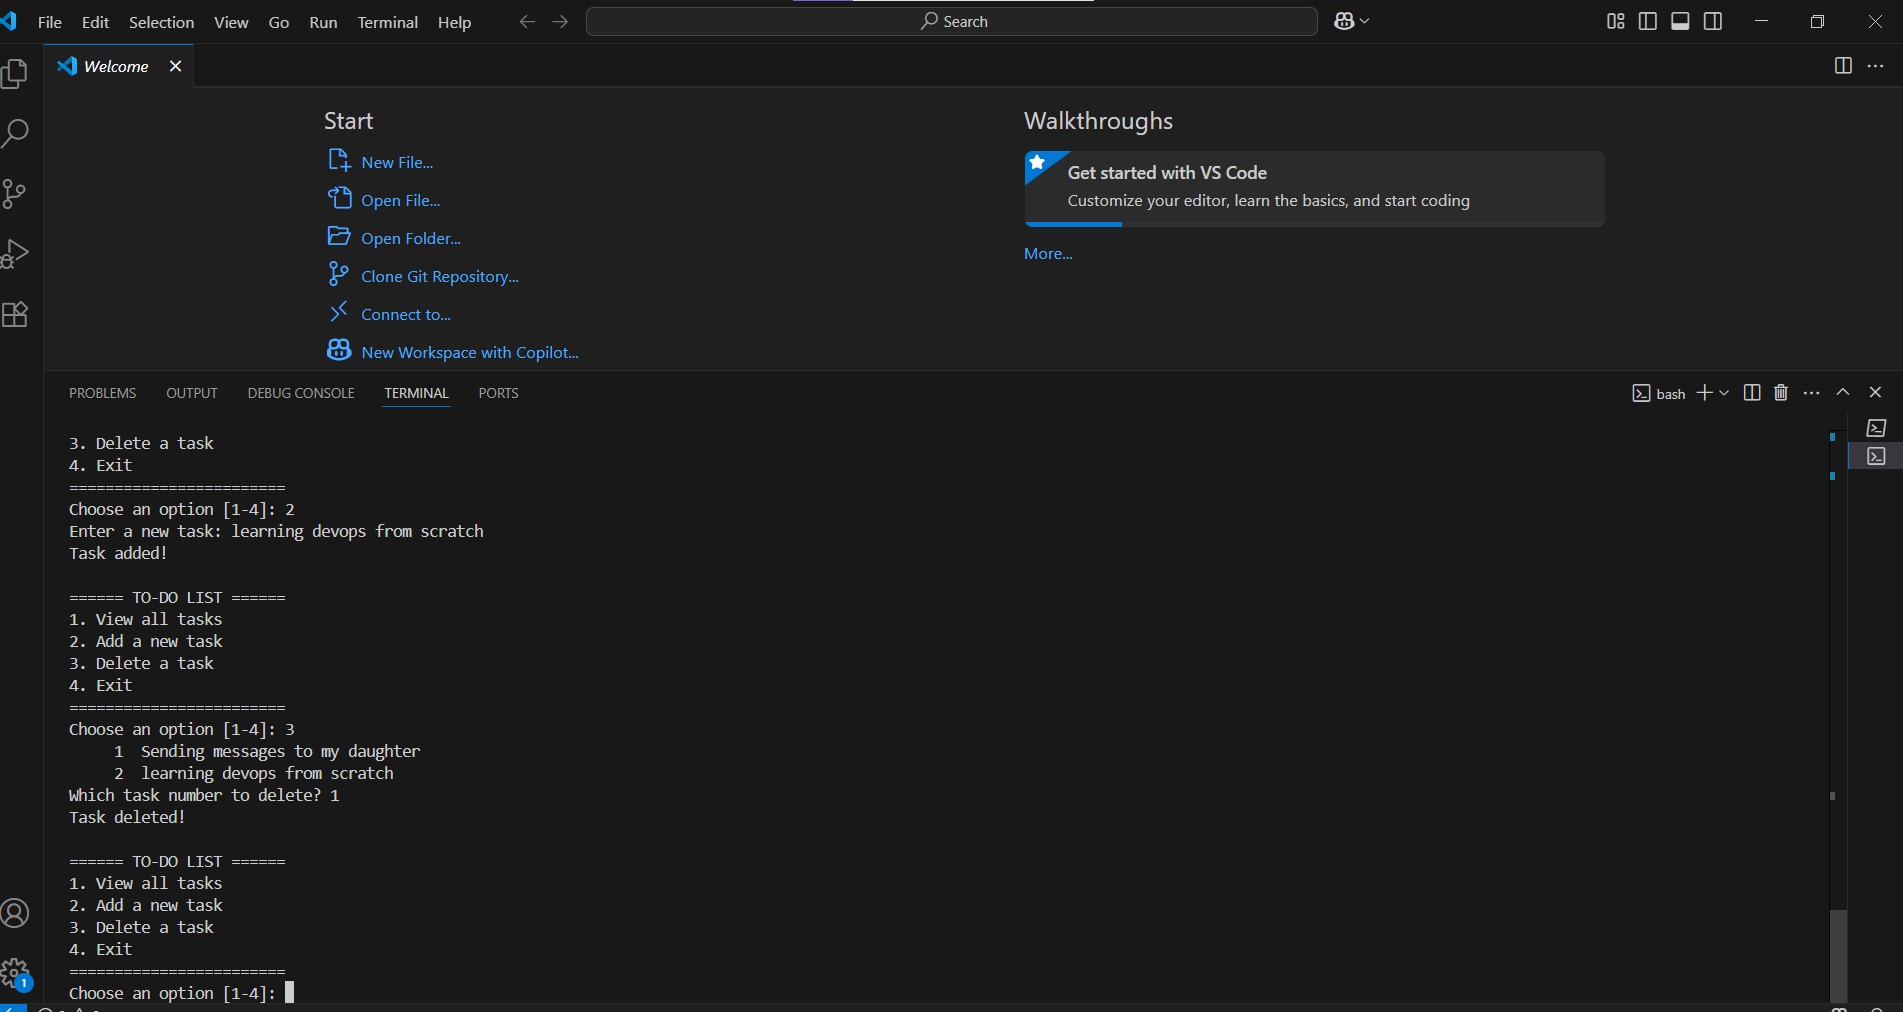 File Edit Selection View Go Run Terminal Help Search
Welcome
Start
New File...
Open File...
Open Folder...
Clone Git Repository...
Connect to...
New Workspace with Copilot...
Walkthroughs
Get started with VS Code
Customize your editor, learn the basics, and start coding
More...
PROBLEMS OUTPUT DEBUG CONSOLE TERMINAL PORTS bash
3. Delete a task
4. Exit
========================
Choose an option [1-4]: 2
Enter a new task: learning devops from scratch
Task added!
====== TO-DO LIST ======
1. View all tasks
2. Add a new task
3. Delete a task
4. Exit
========================
Choose an option [1-4]: 3
1 Sending messages to my daughter
2 learning devops from scratch
Which task number to delete? 1
Task deleted!
====== TO-DO LIST ======
1. View all tasks
2. Add a new task
3. Delete a task
4. Exit
========================
Choose an option [1-4]:
1